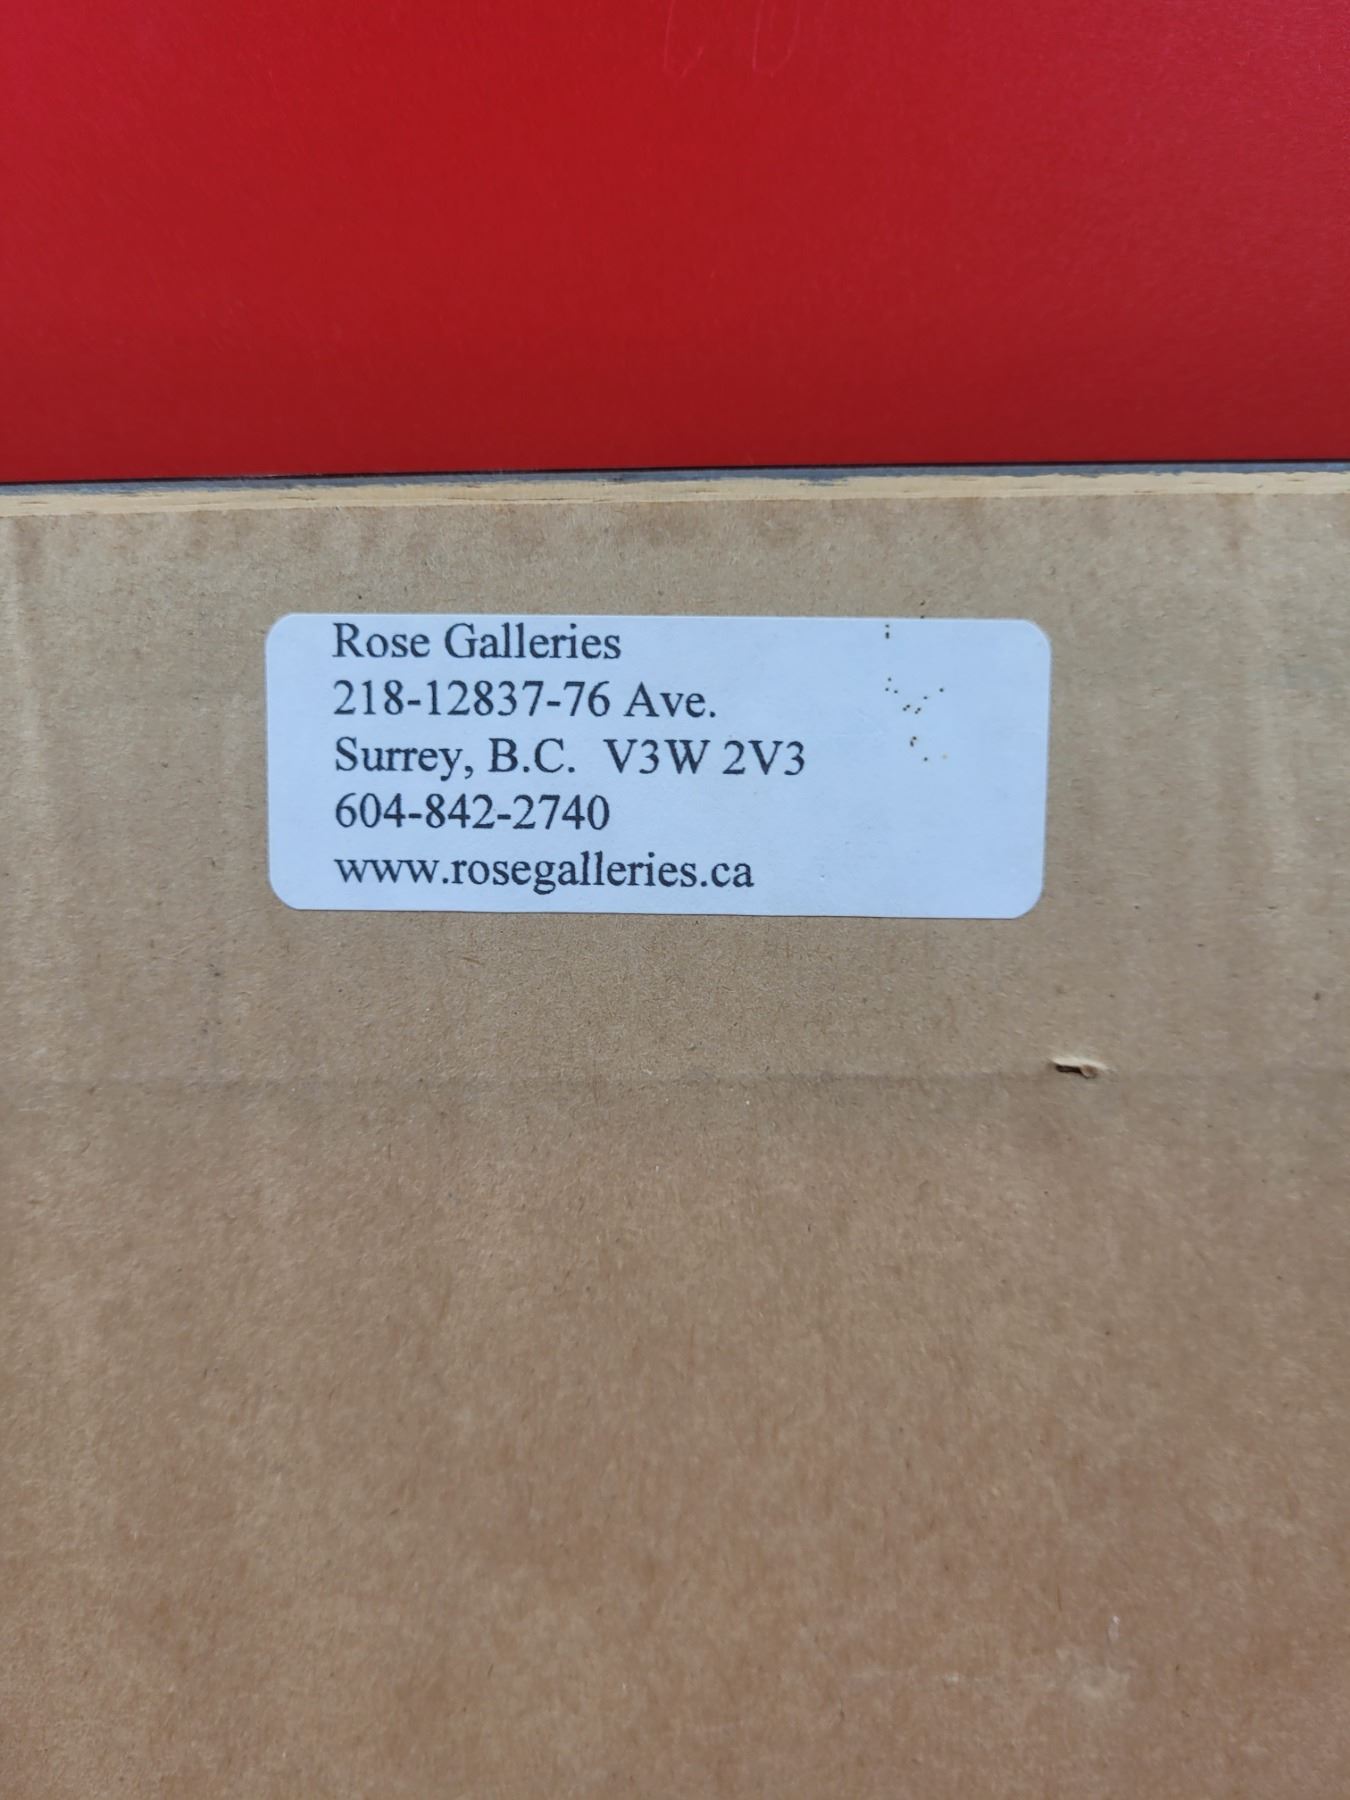 Rose Galleries
218-12837-76 Ave.
Surrey, B.C. V3W 2V3
604-842-2740
www.rosegalleries.ca